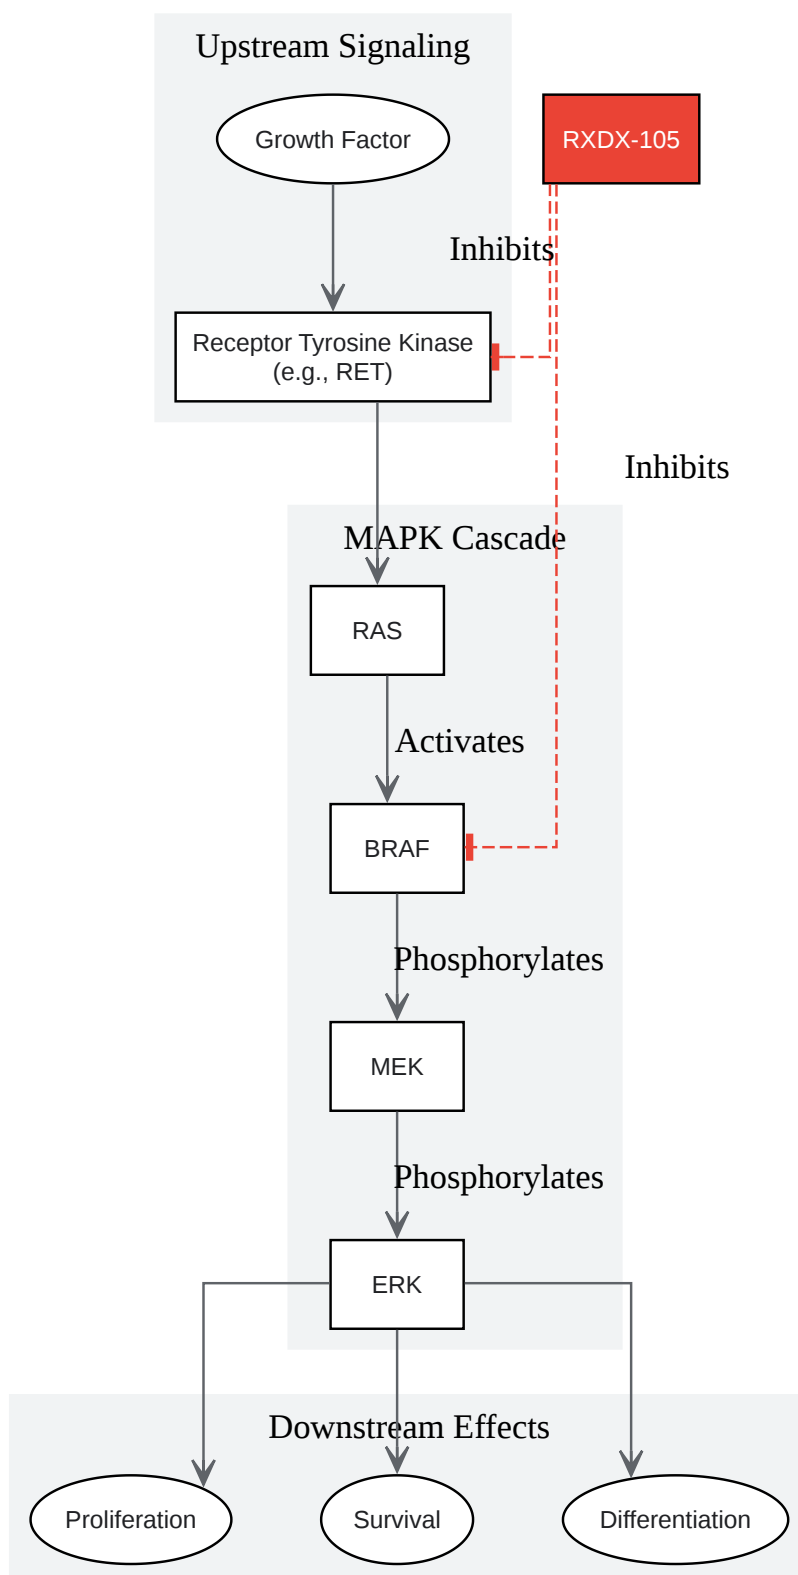 Upstream Signaling
Growth Factor
RXDX-105
Inhibits
Receptor Tyrosine Kinase
(e.g., RET)
Inhibits
MAPK Cascade
RAS
Activates
BRAF
Phosphorylates
MEK
Phosphorylates
ERK
Downstream Effects
Proliferation
Survival
Differentiation